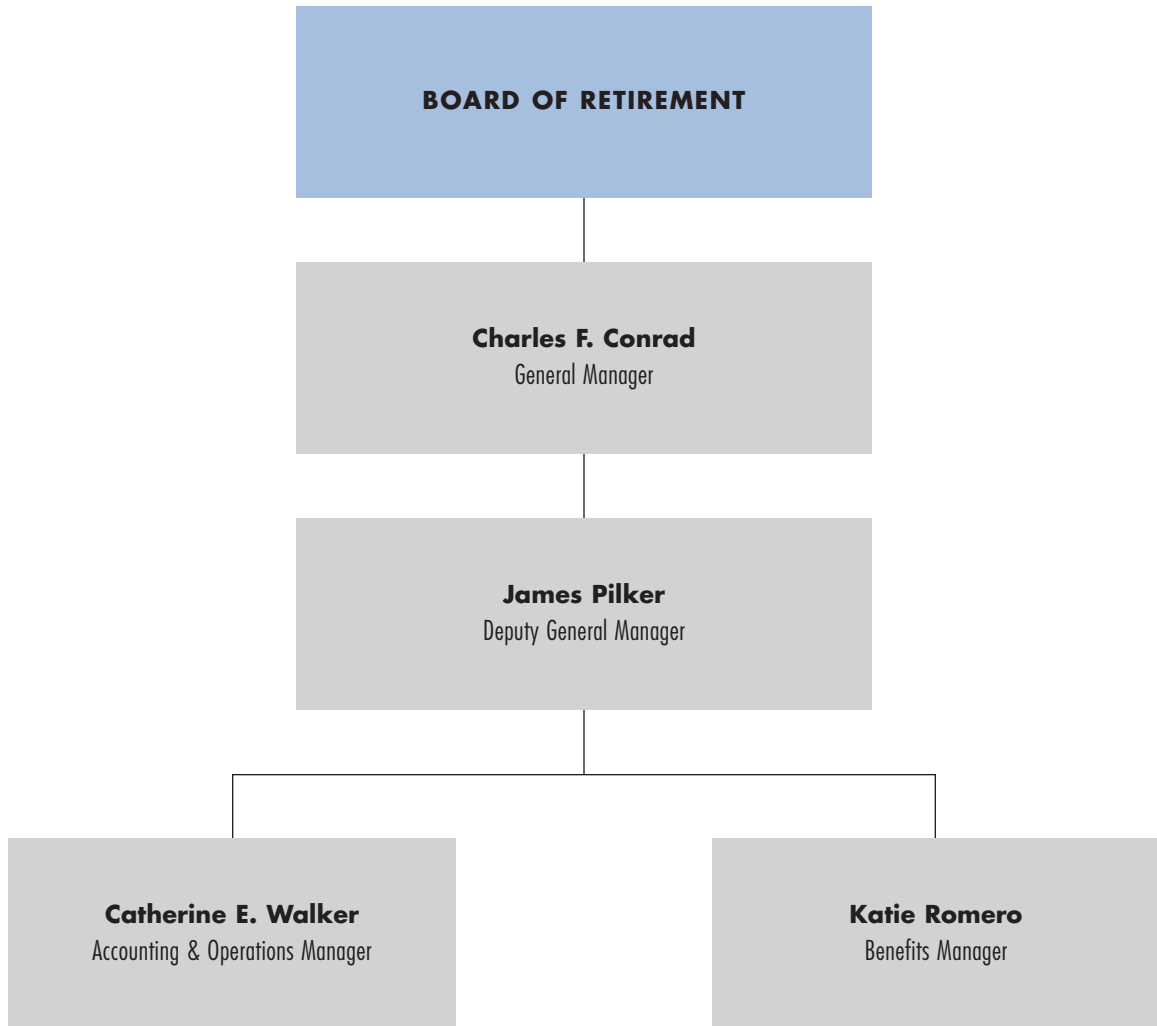 BOARD OF RETIREMENT
Charles F. Conrad
General Manager
James Pilker
Deputy General Manager
Catherine E. Walker
Accounting & Operations Manager
Katie Romero
Benefits Manager